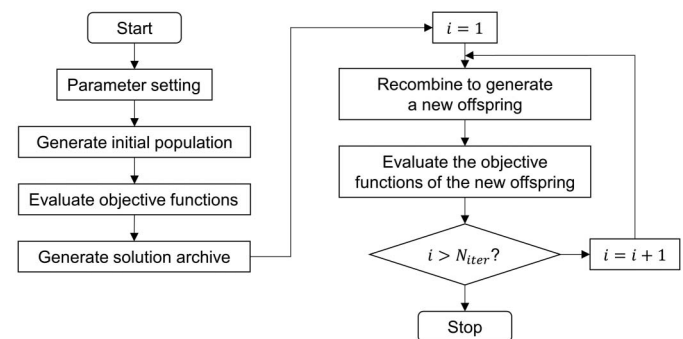 Start
Parameter setting
Generate initial population
Evaluate objective functions
Generate solution archive
i = 1
Recombine to generate
a new offspring
Evaluate the objective
functions of the new offspring
i > N_iter?
i = i + 1
Stop